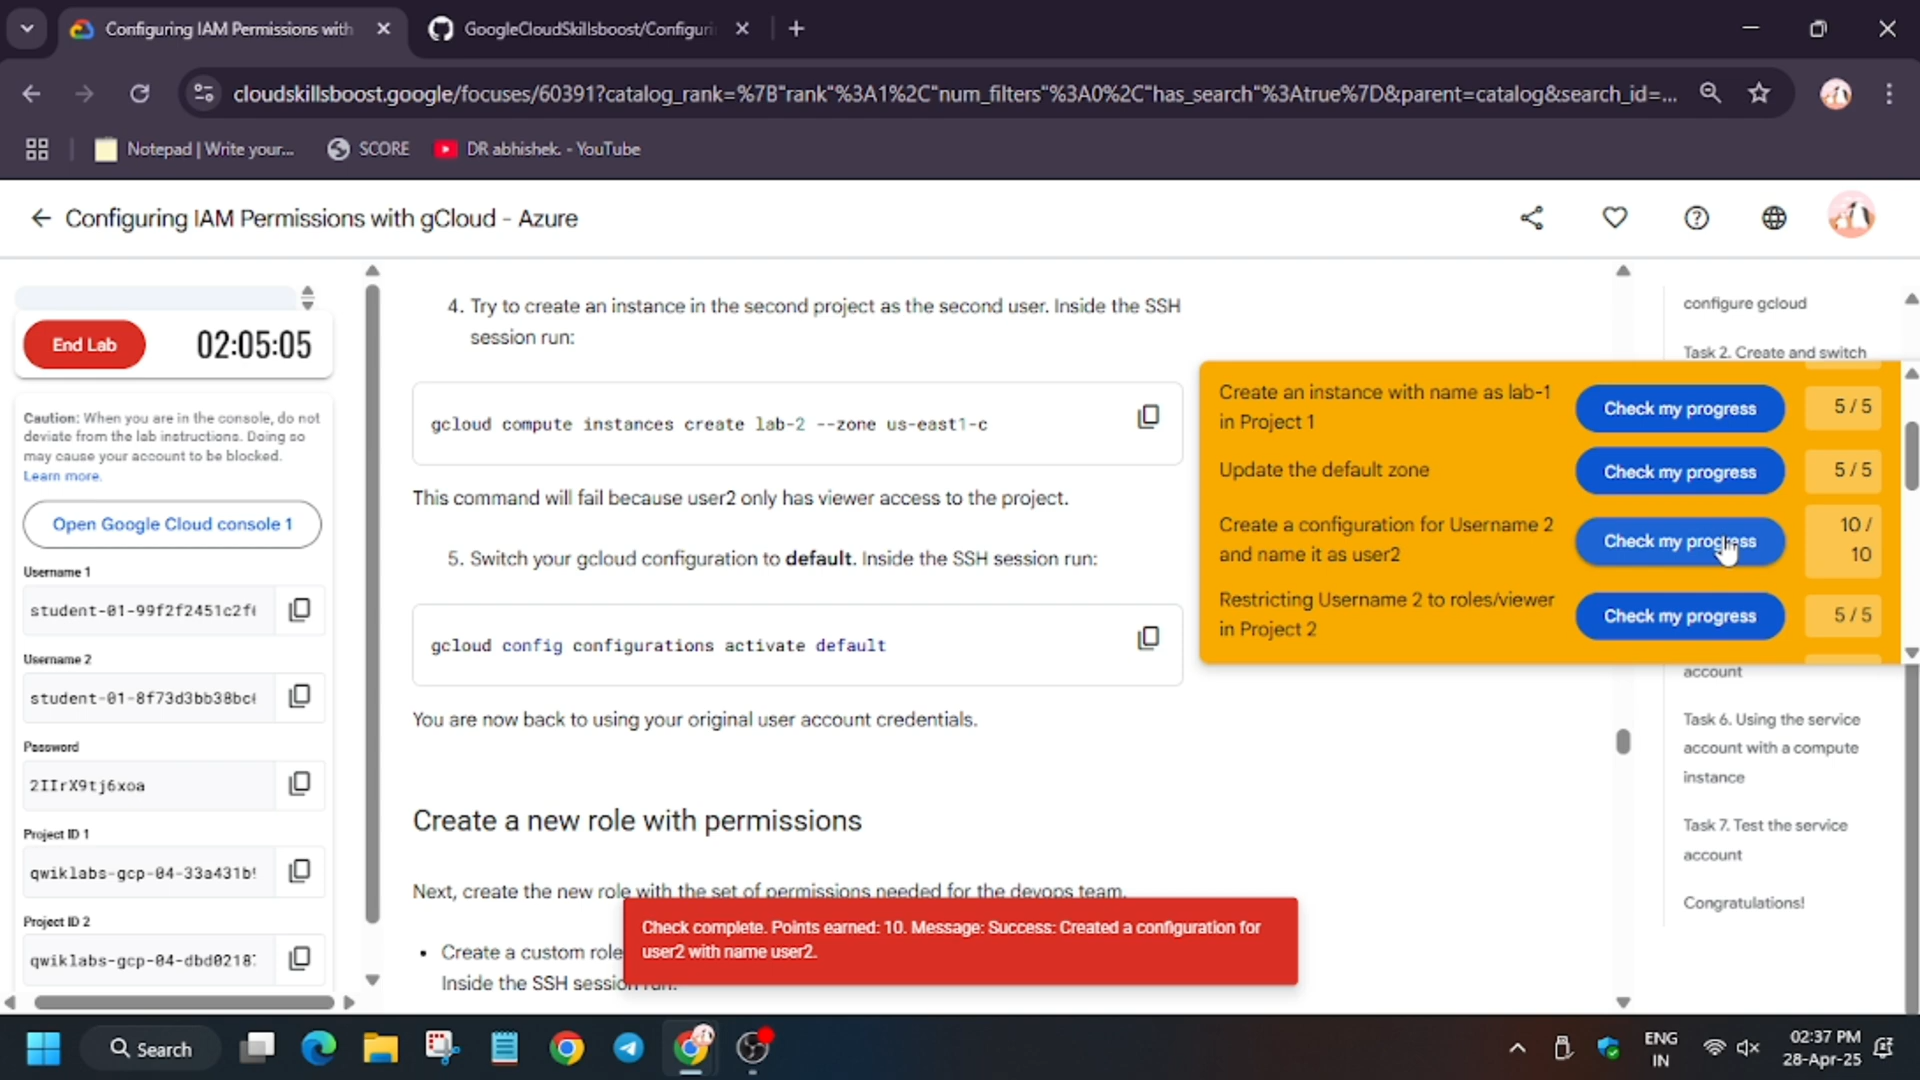 Configuring IAM Permissions with
GoogleCloudSkillsboost/Configuri
cloudskillsboost.google/focuses/60391?catalog_rank=%7B"rank"%3A1%2C"num_filters"%3A0%2C"has_search"%3Atrue%7D&parent=catalog&search_id=...
Notepad | Write your...
SCORE
DR abhishek. - YouTube
Configuring IAM Permissions with gCloud - Azure
End Lab
02:05:05
Caution: When you are in the console, do not
deviate from the lab instructions. Doing so
may cause your account to be blocked.
Learn more.
Open Google Cloud console 1
Username 1
student-01-99f2f2451c2f
Username 2
student-01-8f73d3bb38bc
Password
2IIrX9tj6xoa
Project ID 1
qwiklabs-gcp-04-33a431b
Project ID 2
qwiklabs-gcp-04-dbd0218
4. Try to create an instance in the second project as the second user. Inside the SSH
session run:
gcloud compute instances create lab-2 --zone us-east1-c
This command will fail because user2 only has viewer access to the project.
5. Switch your gcloud configuration to default. Inside the SSH session run:
gcloud config configurations activate default
You are now back to using your original user account credentials.
Create a new role with permissions
Next, create the new role with the set of permissions needed for the devops team.
• Create a custom role
Inside the SSH session run:
Check complete. Points earned: 10. Message: Success: Created a configuration for
user2 with name user2.
configure gcloud
Task 2. Create and switch
Create an instance with name as lab-1
in Project 1
Check my progress
5 / 5
Update the default zone
Check my progress
5 / 5
Create a configuration for Username 2
and name it as user2
Check my progress
10 /
10
Restricting Username 2 to roles/viewer
in Project 2
Check my progress
5 / 5
account
Task 6. Using the service
account with a compute
instance
Task 7. Test the service
account
Congratulations!
Search
ENG
IN
02:37 PM
28-Apr-25